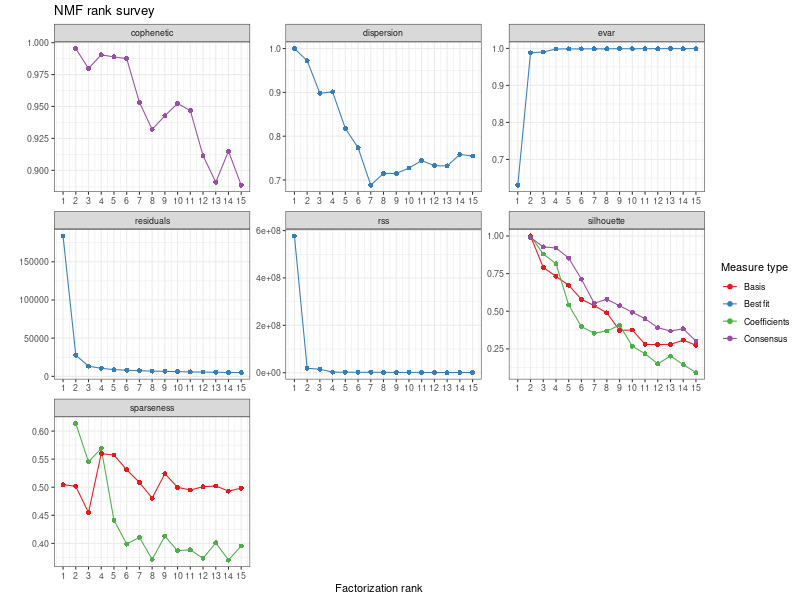 NMF rank survey
cophenetic
dispersion
evar
1.000
0.975
0.950
0.925
0.900
1 2 3 4 5 6 7 8 9 10 11 12 13 14 15
1.0
0.9
0.8
0.7
1 2 3 4 5 6 7 8 9 10 11 12 13 14 15
1.0
0.9
0.8
0.7
1 2 3 4 5 6 7 8 9 10 11 12 13 14 15
residuals
rss
silhouette
150000
100000
50000
0
1 2 3 4 5 6 7 8 9 10 11 12 13 14 15
6e+08
4e+08
2e+08
0e+00
1 2 3 4 5 6 7 8 9 10 11 12 13 14 15
1.00
0.75
0.50
0.25
1 2 3 4 5 6 7 8 9 10 11 12 13 14 15
Measure type
Basis
Best fit
Coefficients
Consensus
sparseness
0.60
0.55
0.50
0.45
0.40
1 2 3 4 5 6 7 8 9 10 11 12 13 14 15
Factorization rank